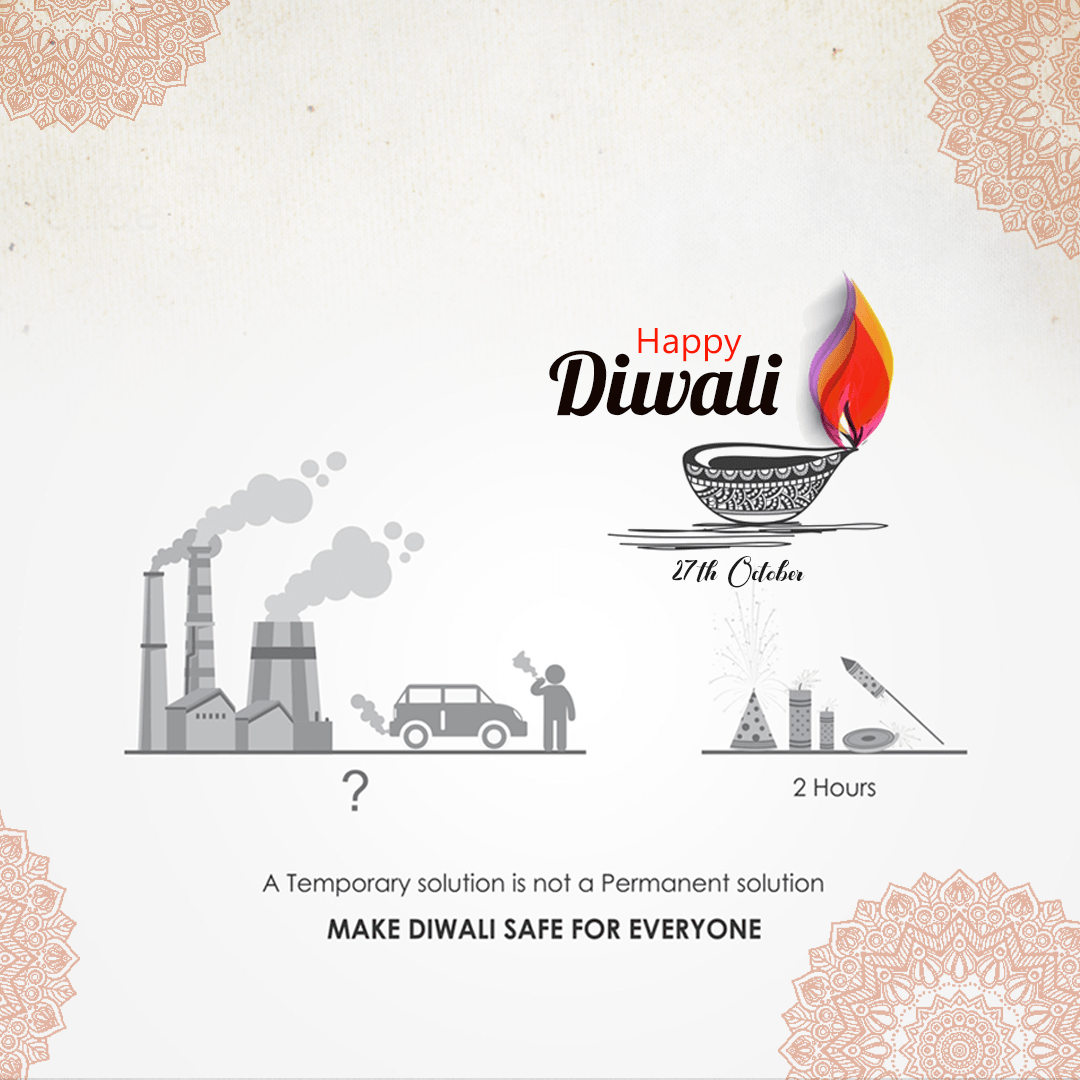 Happy
Diwali
27th October
?
2 Hours
A Temporary solution is not a Permanent solution
MAKE DIWALI SAFE FOR EVERYONE